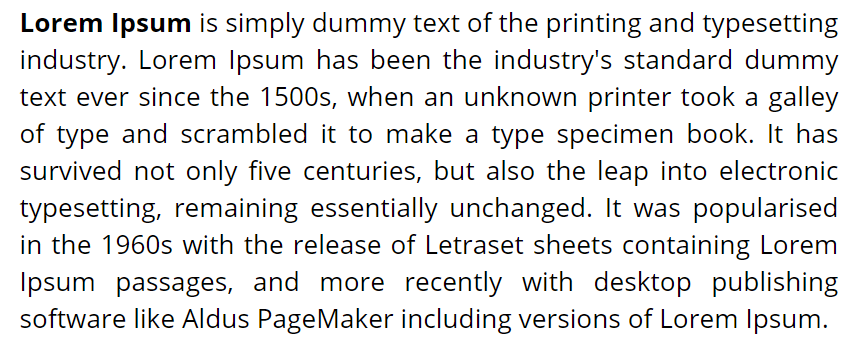 Lorem Ipsum is simply dummy text of the printing and typesetting
industry. Lorem Ipsum has been the industry's standard dummy
text ever since the 1500s, when an unknown printer took a galley
of type and scrambled it to make a type specimen book. It has
survived not only five centuries, but also the leap into electronic
typesetting, remaining essentially unchanged. It was popularised
in the 1960s with the release of Letraset sheets containing Lorem
Ipsum passages, and more recently with desktop publishing
software like Aldus PageMaker including versions of Lorem Ipsum.